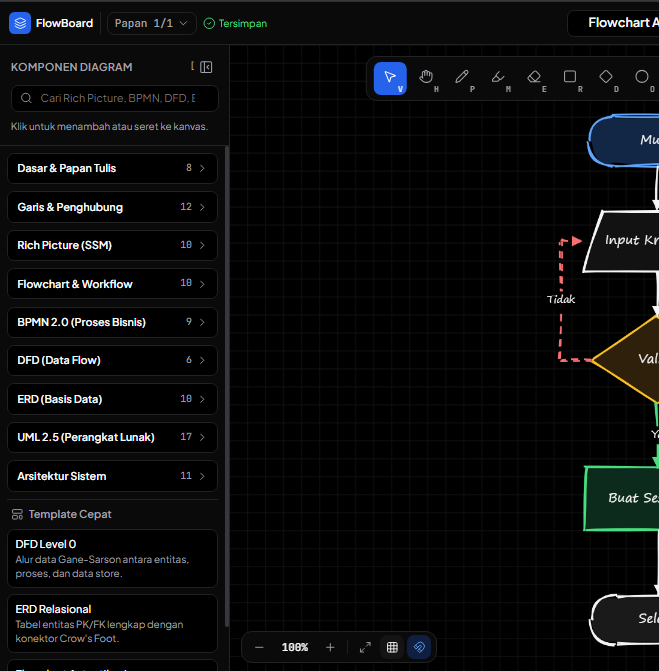 FlowBoard
Papan 1/1
Tersimpan
Flowchart A
KOMPONEN DIAGRAM
Cari Rich Picture, BPMN, DFD, E
Klik untuk menambah atau seret ke kanvas.
V
H
P
M
E
R
D
O
Dasar & Papan Tulis 8
Garis & Penghubung 12
Rich Picture (SSM) 10
Flowchart & Workflow 10
BPMN 2.0 (Proses Bisnis) 9
DFD (Data Flow) 6
ERD (Basis Data) 10
UML 2.5 (Perangkat Lunak) 17
Arsitektur Sistem 11
Template Cepat
DFD Level 0
Alur data Gane-Sarson antara entitas,
proses, dan data store.
ERD Relasional
Tabel entitas PK/FK lengkap dengan
konektor Crow's Foot.
Mu
Input Kr
Tidak
Val
Ya
Buat Ses
Sele
100%